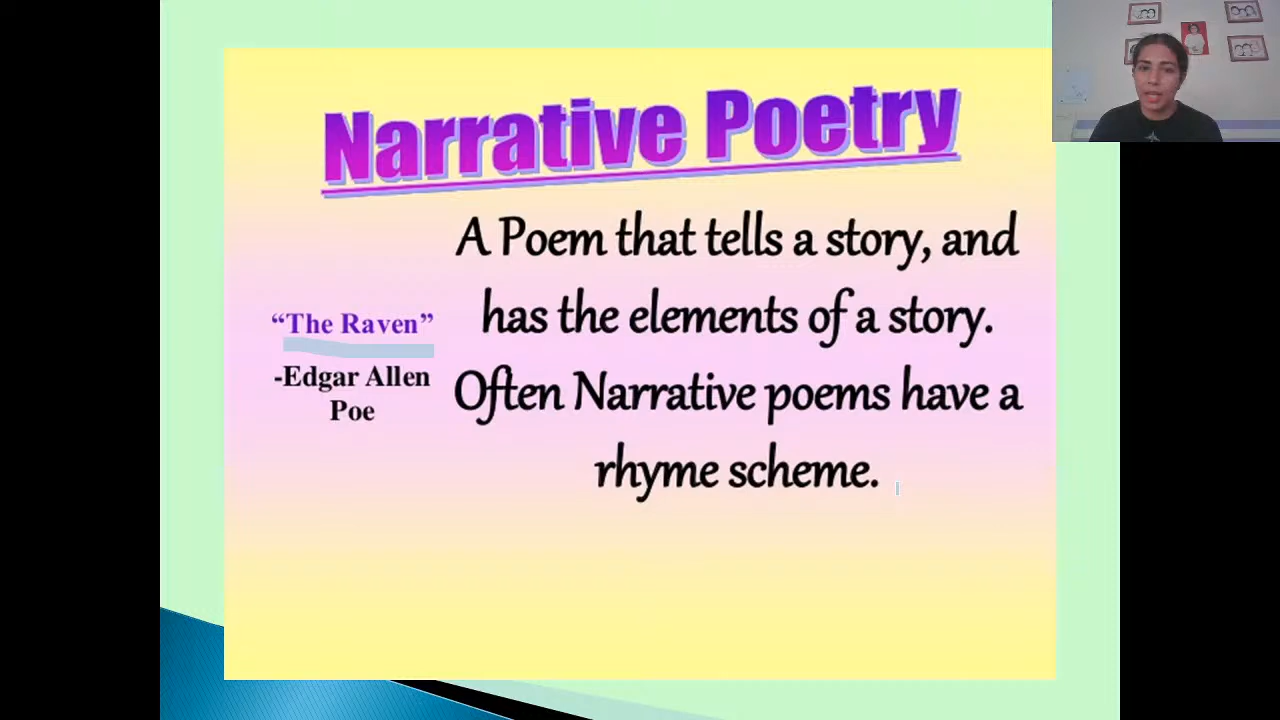 Narrative Poetry
A Poem that tells a story, and
has the elements of a story.
Often Narrative poems have a
rhyme scheme.
“The Raven”
-Edgar Allen
Poe